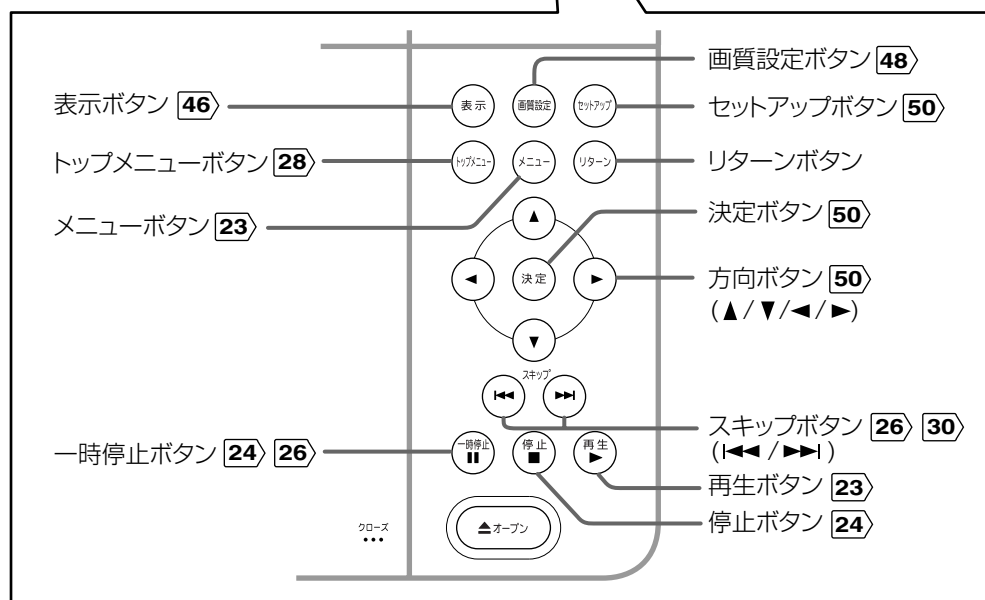 表示ボタン 46
トップメニューボタン 28
メニューボタン 23
一時停止ボタン 24 26
表示
画質設定
セットアップ
トップメニュー
メニュー
リターン
▲
◄
決定
►
▼
スキップ
|◄◄
►►|
一時停止
停止
再生
クローズ
▲オープン
画質設定ボタン 48
セットアップボタン 50
リターンボタン
決定ボタン 50
方向ボタン 50
(▲/▼/◄/►)
スキップボタン 26 30
(|◄◄ / ►►|)
再生ボタン 23
停止ボタン 24